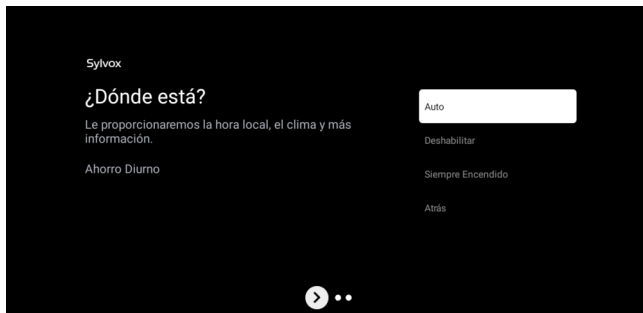 Sylvox
¿Dónde está?
Le proporcionaremos la hora local, el clima y más
información.
Ahorro Diurno
Auto
Deshabilitar
Siempre Encendido
Atrás